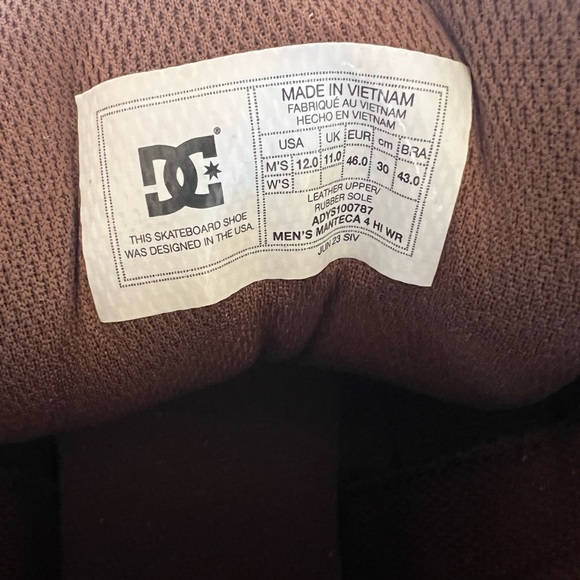 DC®
THIS SKATEBOARD SHOE
WAS DESIGNED IN THE USA.
MADE IN VIETNAM
FABRIQUÉ AU VIETNAM
HECHO EN VIETNAM
USA UK EUR cm BRA
M'S 12.0 11.0 46.0 30 43.0
W'S
LEATHER UPPER/
RUBBER SOLE
ADYS100787
MEN'S MANTECA 4 HI WR
JUN 23 SIV